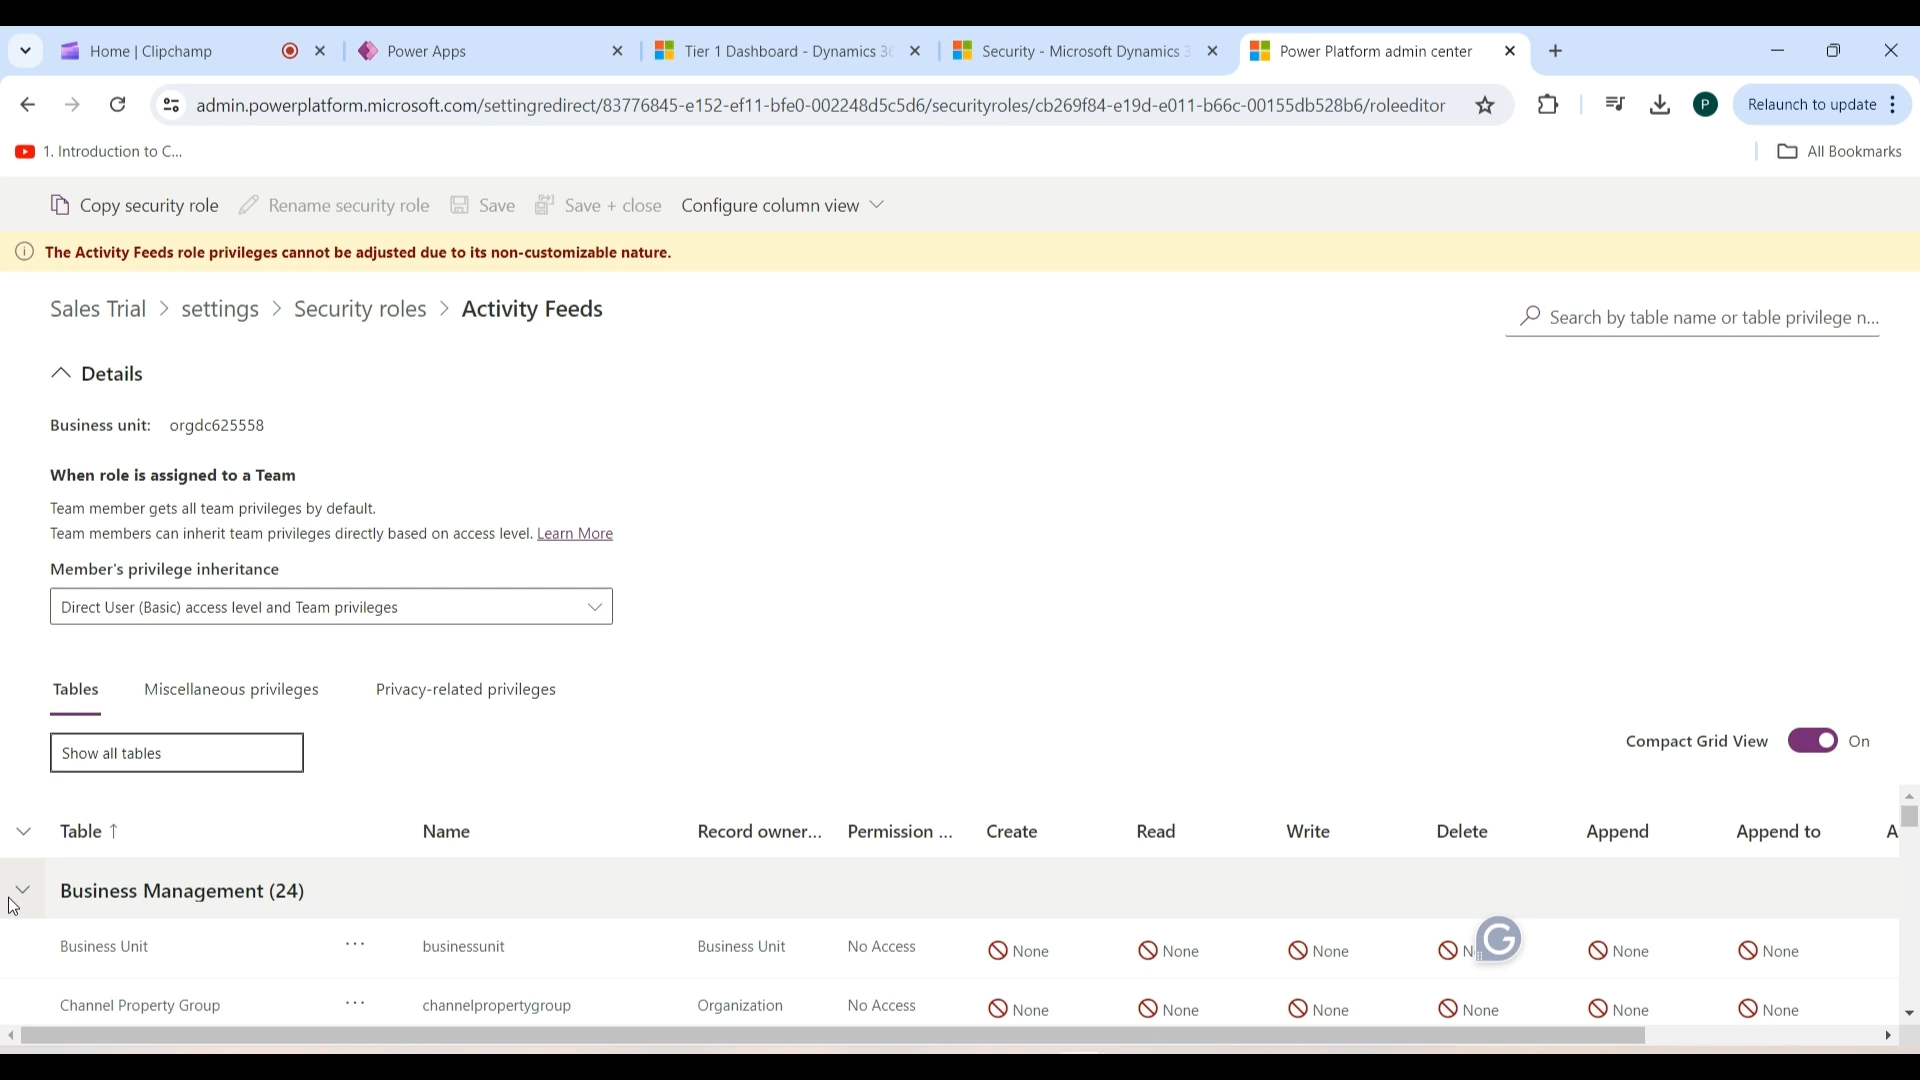 Home | Clipchamp
Power Apps
Tier 1 Dashboard - Dynamics 36
Security - Microsoft Dynamics 3
Power Platform admin center
admin.powerplatform.microsoft.com/settingredirect/83776845-e152-ef11-bfe0-002248d5c5d6/securityroles/cb269f84-e19d-e011-b66c-00155db528b6/roleeditor
P
Relaunch to update
1. Introduction to C...
All Bookmarks
Copy security role
Rename security role
Save
Save + close
Configure column view
The Activity Feeds role privileges cannot be adjusted due to its non-customizable nature.
Sales Trial > settings > Security roles > Activity Feeds
Search by table name or table privilege n...
Details
Business unit: orgdc625558
When role is assigned to a Team
Team member gets all team privileges by default.
Team members can inherit team privileges directly based on access level. Learn More
Member's privilege inheritance
Direct User (Basic) access level and Team privileges
Tables Miscellaneous privileges Privacy-related privileges
Show all tables
Compact Grid View On
Table ↑ Name Record owner... Permission ... Create Read Write Delete Append Append to A
Business Management (24)
Business Unit ... businessunit Business Unit No Access None None None N None None
Channel Property Group ... channelpropertygroup Organization No Access None None None None None None